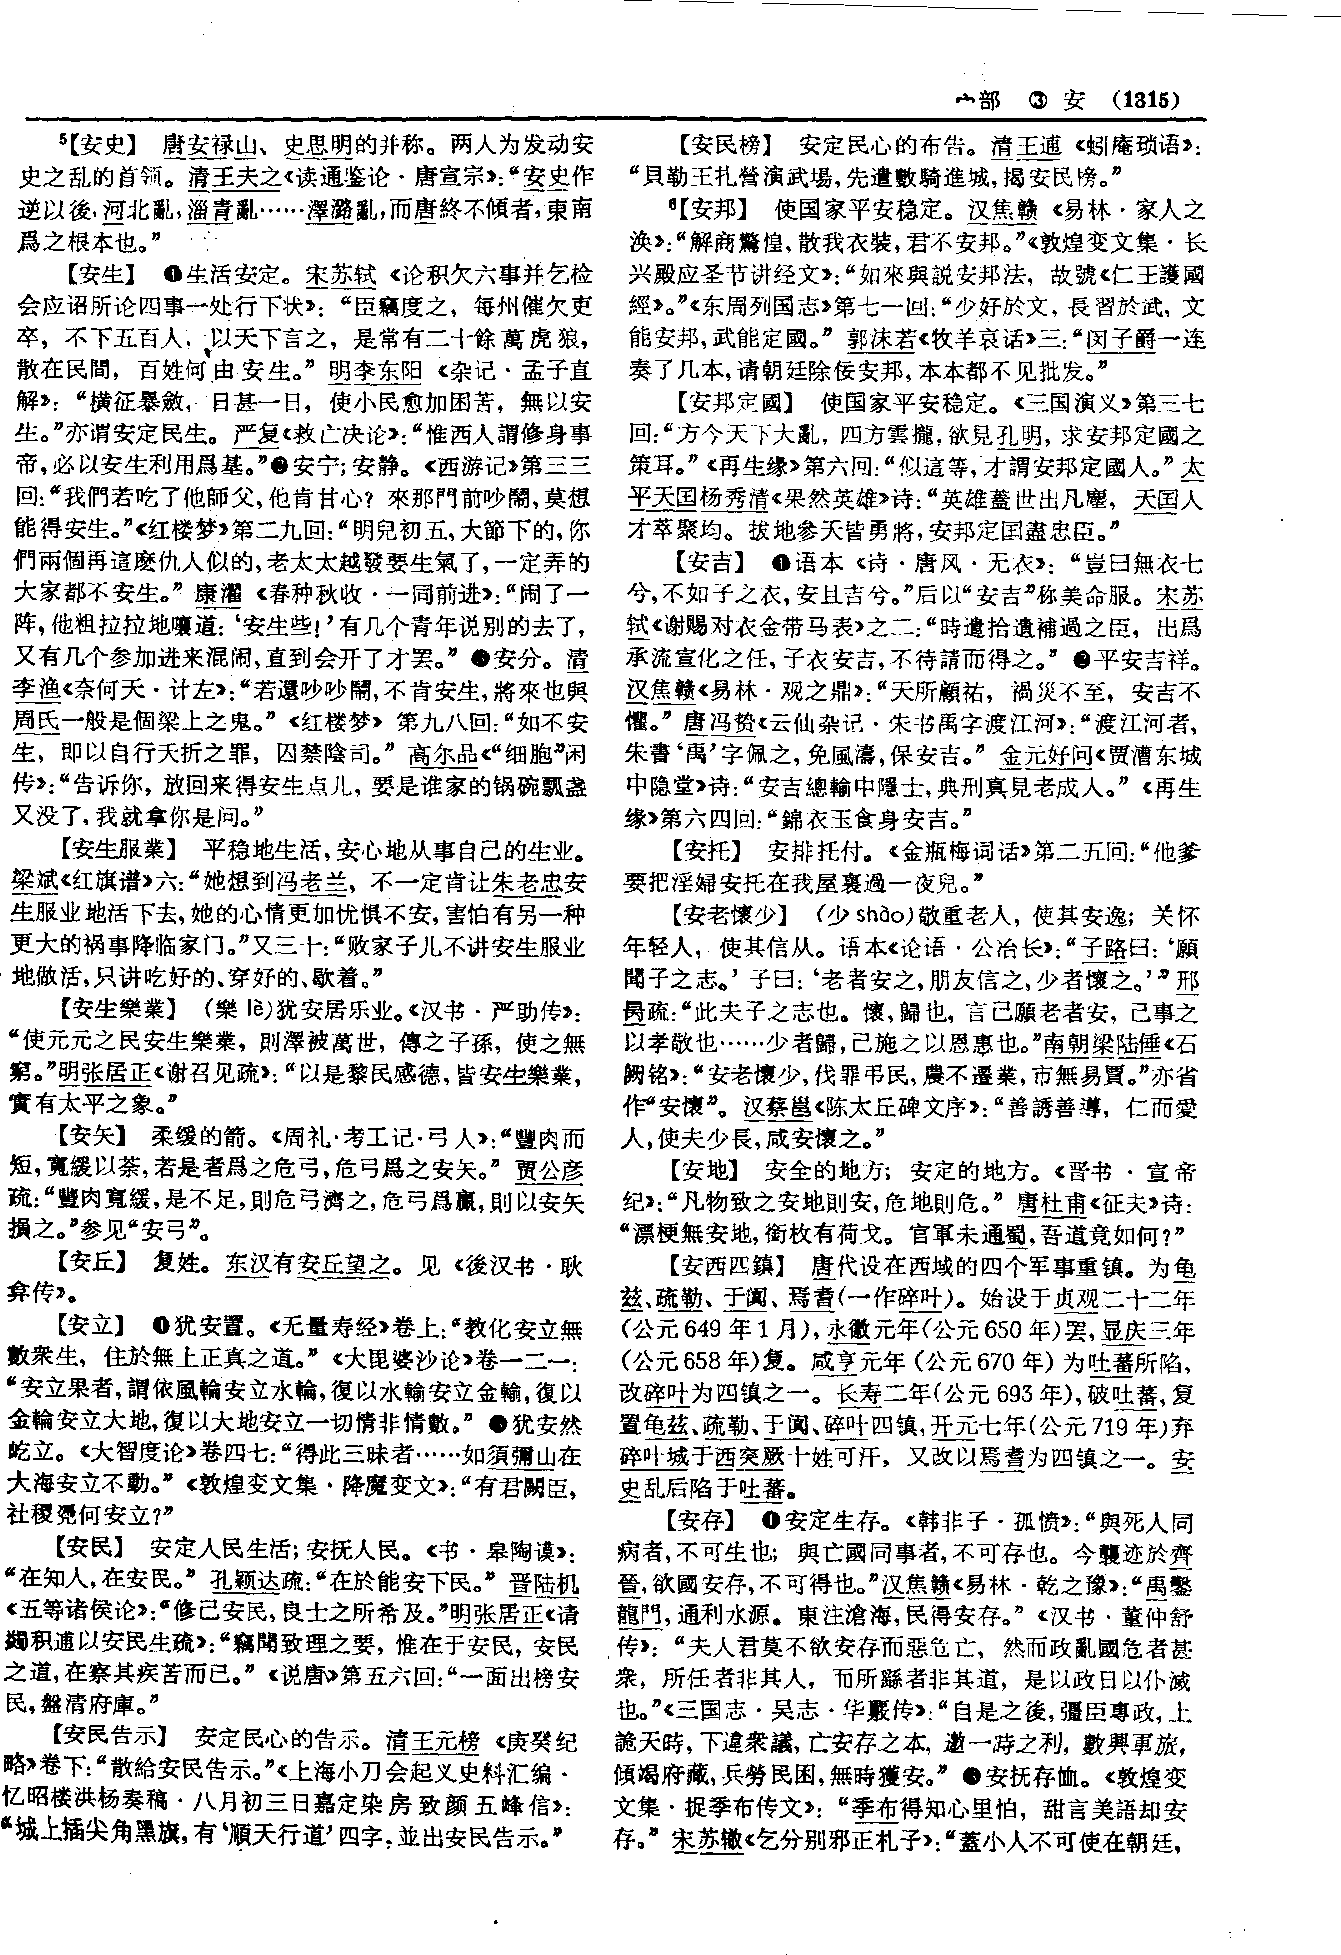 宀部 ③ 安 (1315)
5【安史】 唐安禄山、史思明的并称。两人为发动安
史之乱的首领。清王夫之《读通鉴论·唐宣宗》:“安史作
逆以後,河北亂,淄青亂……澤潞亂,而唐終不傾者,東南
爲之根本也。”
【安生】 ❶生活安定。宋苏轼《论积欠六事并乞检
会应诏所论四事一处行下状》:“臣竊度之，每州催欠吏
卒，不下五百人，以天下言之，是常有二十餘萬虎狼，
散在民間，百姓何由安生。”明李东阳《杂记·孟子直
解》:“横征暴斂，日甚一日，使小民愈加困苦，無以安
生。”亦谓安定民生。严复《救亡决论》:“惟西人謂修身事
帝,必以安生利用爲基。”❷安宁;安静。《西游记》第三三
回:“我們若吃了他師父,他肯甘心？來那門前吵鬧,莫想
能得安生。”《红楼梦》第二九回:“明兒初五,大節下的,你
們兩個再這麽仇人似的,老太太越發要生氣了,一定弄的
大家都不安生。”康濯《春种秋收·一同前进》:“闹了一
阵,他粗拉拉地嚷道:‘安生些!’有几个青年说别的去了,
又有几个参加进来混闹,直到会开了才罢。”❸安分。清
李渔《奈何天·计左》:“若還吵吵鬧,不肯安生,將來也與
周氏一般是個梁上之鬼。”《红楼梦》第九八回:“如不安
生，即以自行夭折之罪，囚禁陰司。”高尔品《“细胞”闲
传》:“告诉你，放回来得安生点儿，要是谁家的锅碗瓢盏
又没了,我就拿你是问。”
【安生服業】 平稳地生活,安心地从事自己的生业。
梁斌《红旗谱》六:“她想到冯老兰，不一定肯让朱老忠安
生服业地活下去,她的心情更加忧惧不安,害怕有另一种
更大的祸事降临家门。”又三十:“败家子儿不讲安生服业
地做活,只讲吃好的、穿好的、歇着。”
【安生樂業】 (樂 lè)犹安居乐业。《汉书·严助传》:
“使元元之民安生樂業，則澤被萬世，傳之子孫，使之無
窮。”明张居正《谢召见疏》:“以是黎民感德,皆安生樂業,
實有太平之象。”
【安矢】 柔缓的箭。《周礼·考工记·弓人》:“豐肉而
短,寬緩以荼,若是者爲之危弓,危弓爲之安矢。”贾公彦
疏:“豐肉寬緩,是不足,則危弓濟之,危弓爲羸,則以安矢
損之。”参见“安弓”。
【安丘】 复姓。东汉有安丘望之。见《後汉书·耿
弇传》。
【安立】 ❶犹安置。《无量寿经》卷上:“教化安立無
數衆生，住於無上正真之道。”《大毘婆沙论》卷一二一:
“安立果者,謂依風輪安立水輪,復以水輪安立金輪,復以
金輪安立大地,復以大地安立一切情非情數。”❷犹安然
屹立。《大智度论》卷四七:“得此三昧者……如須彌山在
大海安立不動。”《敦煌变文集·降魔变文》:“有君闕臣,
社稷凭何安立?”
【安民】 安定人民生活;安抚人民。《书·皋陶谟》:
“在知人,在安民。”孔颖达疏:“在於能安下民。”晋陆机
《五等诸侯论》:“修己安民,良士之所希及。”明张居正《请
蠲积逋以安民生疏》:“竊聞致理之要，惟在于安民，安民
之道,在察其疾苦而已。”《说唐》第五六回:“一面出榜安
民,盤清府庫。”
【安民告示】 安定民心的告示。清王元榜《庚癸纪
略》卷下:“散給安民告示。”《上海小刀会起义史料汇编·
忆昭楼洪杨奏稿·八月初三日嘉定染房致颜五峰信》:
“城上插尖角黑旗,有‘順天行道’四字,並出安民告示。”
【安民榜】 安定民心的布告。清王逋《蚓庵琐语》:
“貝勒王扎營演武場,先遣數騎進城,揭安民榜。”
6【安邦】 使国家平安稳定。汉焦赣《易林·家人之
涣》:“解商驚惶、散我衣裝,君不安邦。”《敦煌变文集·长
兴殿应圣节讲经文》:“如來與説安邦法，故號《仁王護國
經》。”《东周列国志》第七一回:“少好於文，長習於武，文
能安邦,武能定國。”郭沫若《牧羊哀话》三:“闵子爵一连
奏了几本,请朝廷除佞安邦,本本都不见批发。”
【安邦定國】 使国家平安稳定。《三国演义》第三七
回:“方今天下大亂，四方雲擾,欲見孔明，求安邦定國之
策耳。”《再生缘》第六回:“似這等,才謂安邦定國人。”太
平天国杨秀清《果然英雄》诗:“英雄蓋世出凡塵，天国人
才萃聚均。拔地参天皆勇將,安邦定国盡忠臣。”
【安吉】 ❶语本《诗·唐风·无衣》:“豈曰無衣七
兮,不如子之衣,安且吉兮。”后以“安吉”称美命服。宋苏
轼《谢赐对衣金带马表》之二:“時遣拾遺補過之臣，出爲
承流宣化之任,子衣安吉,不待請而得之。”❷平安吉祥。
汉焦赣《易林·观之鼎》:“天所顧祐，禍災不至，安吉不
懼。”唐冯贽《云仙杂记·朱书禹字渡江河》:“渡江河者,
朱書‘禹’字佩之,免風濤,保安吉。”金元好问《贾漕东城
中隐堂》诗:“安吉總輸中隱士,典刑真見老成人。”《再生
缘》第六四回:“錦衣玉食身安吉。”
【安托】 安排托付。《金瓶梅词话》第二五回:“他爹
要把淫婦安托在我屋裏過一夜兒。”
【安老懷少】 (少 shào)敬重老人，使其安逸；关怀
年轻人，使其信从。语本《论语·公冶长》:“子路曰:‘願
聞子之志。’子曰:‘老者安之,朋友信之,少者懷之。’”邢
昺疏:“此夫子之志也。懷,歸也，言己願老者安，己事之
以孝敬也……少者歸,己施之以恩惠也。”南朝梁陆倕《石
阙铭》:“安老懷少,伐罪弔民,農不遷業,市無易賈。”亦省
作“安懷”。汉蔡邕《陈太丘碑文序》:“善誘善導，仁而愛
人,使夫少長,咸安懷之。”
【安地】 安全的地方；安定的地方。《晋书·宣帝
纪》:“凡物致之安地則安,危地則危。”唐杜甫《征夫》诗:
“漂梗無安地,銜枚有荷戈。官軍未通蜀,吾道竟如何?”
【安西四鎮】 唐代设在西域的四个军事重镇。为龟
兹、疏勒、于阗、焉耆(一作碎叶)。始设于贞观二十二年
(公元 649 年 1 月),永徽元年(公元 650 年)罢,显庆三年
(公元 658 年)复。咸亨元年 (公元 670 年) 为吐蕃所陷,
改碎叶为四镇之一。长寿二年(公元 693 年),破吐蕃,复
置龟兹、疏勒、于阗、碎叶四镇,开元七年(公元 719 年)弃
碎叶城于西突厥十姓可汗，又改以焉耆为四镇之一。安
史乱后陷于吐蕃。
【安存】 ❶安定生存。《韩非子·孤愤》:“與死人同
病者,不可生也；與亡國同事者,不可存也。今襲迹於齊
晉,欲國安存,不可得也。”汉焦赣《易林·乾之豫》:“禹鑿
龍門,通利水源。東注滄海,民得安存。”《汉书·董仲舒
传》:“夫人君莫不欲安存而惡危亡，然而政亂國危者甚
衆，所任者非其人，而所繇者非其道，是以政日以仆滅
也。”《三国志·吴志·华覈传》:“自是之後,彊臣專政,上
詭天時,下違衆議,亡安存之本,邀一時之利，數興軍旅,
傾竭府藏,兵勞民困,無時獲安。”❷安抚存恤。《敦煌变
文集·捉季布传文》:“季布得知心里怕，甜言美語却安
存。”宋苏辙《乞分别邪正札子》:“蓋小人不可使在朝廷,